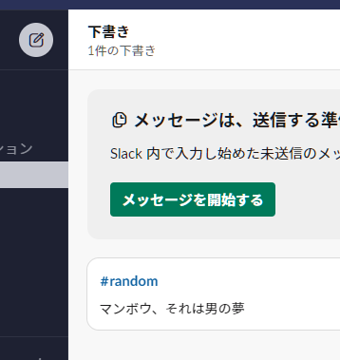 下書き
1件の下書き
ション
メッセージは、送信する準
Slack 内で入力し始めた未送信のメッ
メッセージを開始する
#random
マンボウ、それは男の夢